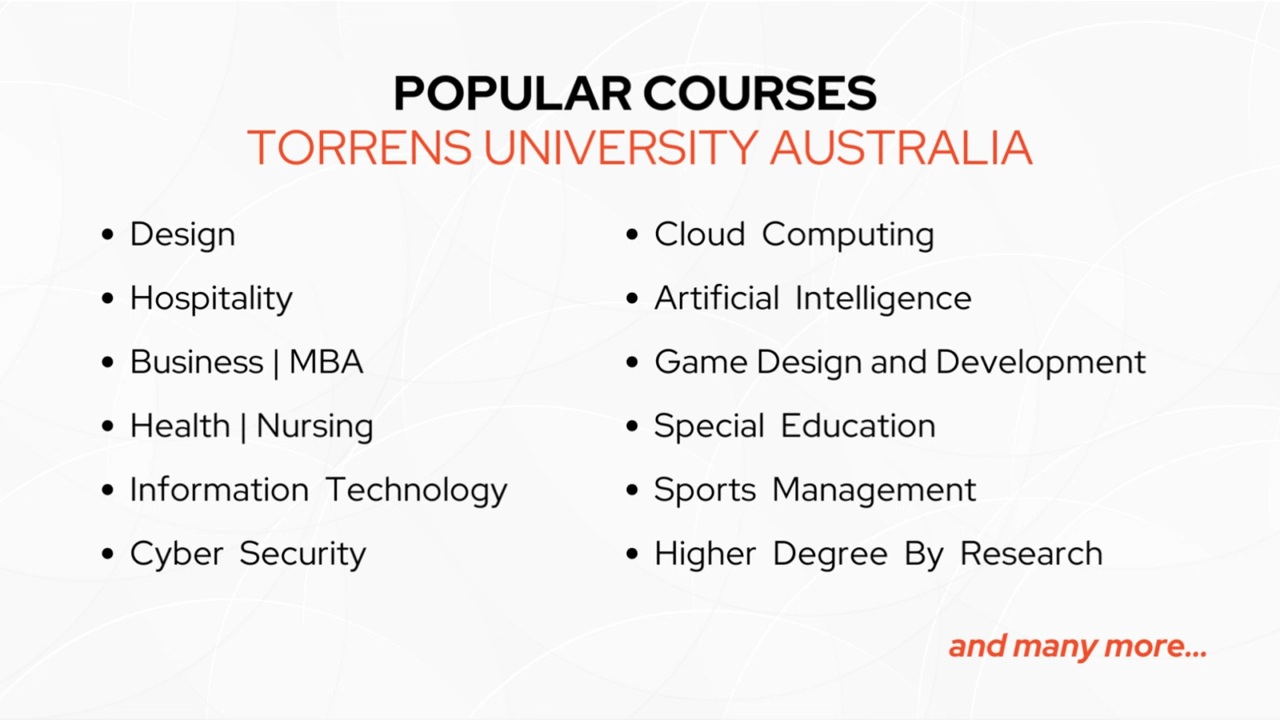 POPULAR COURSES
TORRENS UNIVERSITY AUSTRALIA
• Design
• Hospitality
• Business | MBA
• Health | Nursing
• Information Technology
• Cyber Security
• Cloud Computing
• Artificial Intelligence
• Game Design and Development
• Special Education
• Sports Management
• Higher Degree By Research
and many more...